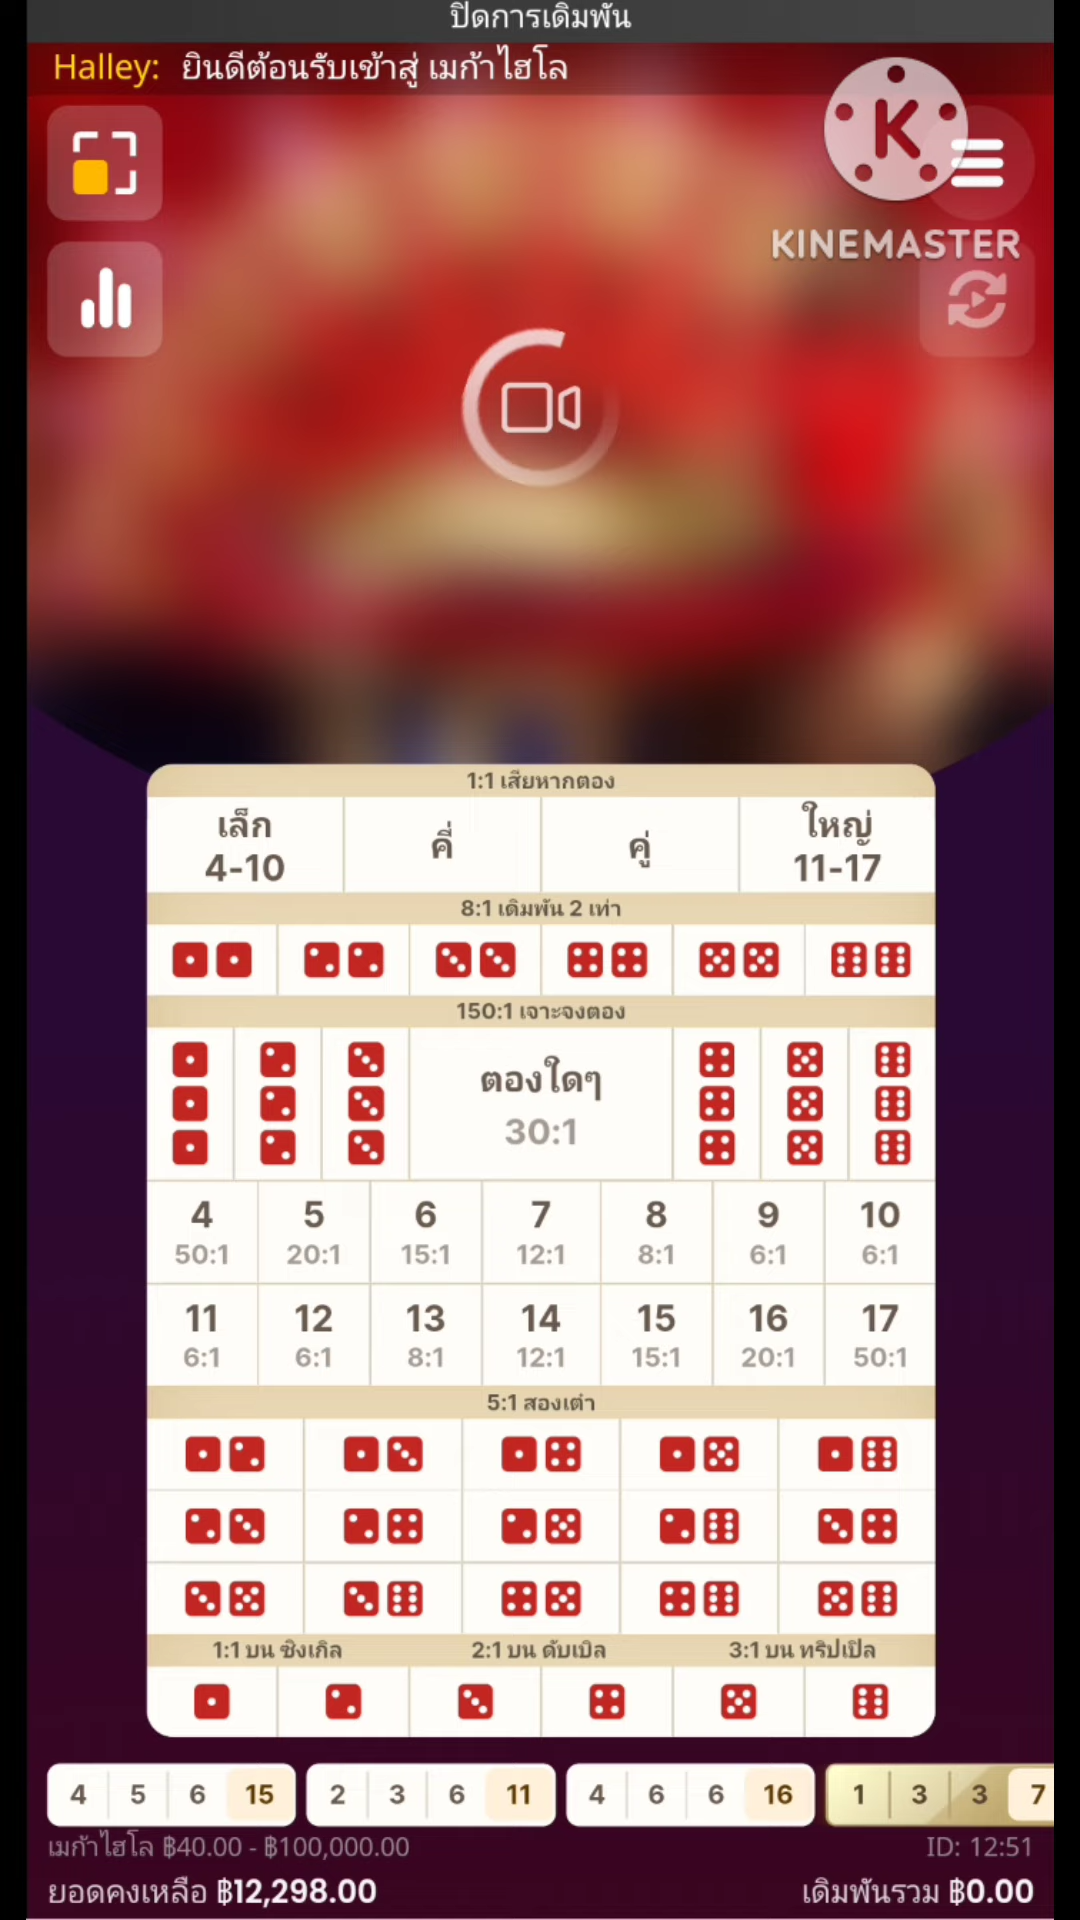 ปิดการเดิมพัน
Halley: ยินดีต้อนรับเข้าสู่ เมก้าไฮโล
K
KINEMASTER
1:1 เสียหากตอง
เล็ก 4-10
คี่
คู่
ใหญ่ 11-17
8:1 เดิมพัน 2 เท่า
150:1 เจาะจงตอง
ตองใดๆ
30:1
4 5 6 7 8 9 10
50:1 20:1 15:1 12:1 8:1 6:1 6:1
11 12 13 14 15 16 17
6:1 6:1 8:1 12:1 15:1 20:1 50:1
5:1 สองเต๋า
1:1 บน ซิงเกิล 2:1 บน ดับเบิล 3:1 บน ทริปเปิล
4 5 6 15 2 3 6 11 4 6 6 16 1 3 3 7
เมก้าไฮโล ฿40.00 - ฿100,000.00 ID: 12:51
ยอดคงเหลือ ฿12,298.00 เดิมพันรวม ฿0.00